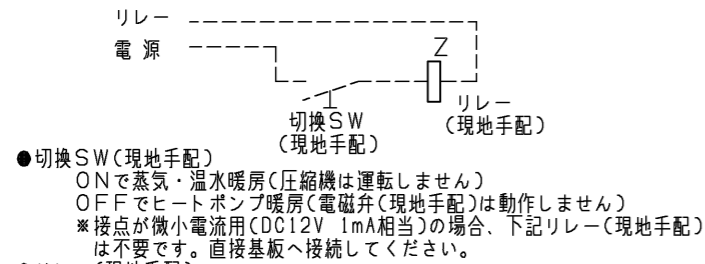 リレー
電源
Z
切換SW
(現地手配)
リレー
(現地手配)
●切換SW(現地手配)
ONで蒸気・温水暖房(圧縮機は運転しません)
OFFでヒートポンプ暖房(電磁弁(現地手配)は動作しません)
※接点が微小電流用(DC12V 1mA相当)の場合、下記リレー(現地手配)
は不要です。直接基板へ接続してください。